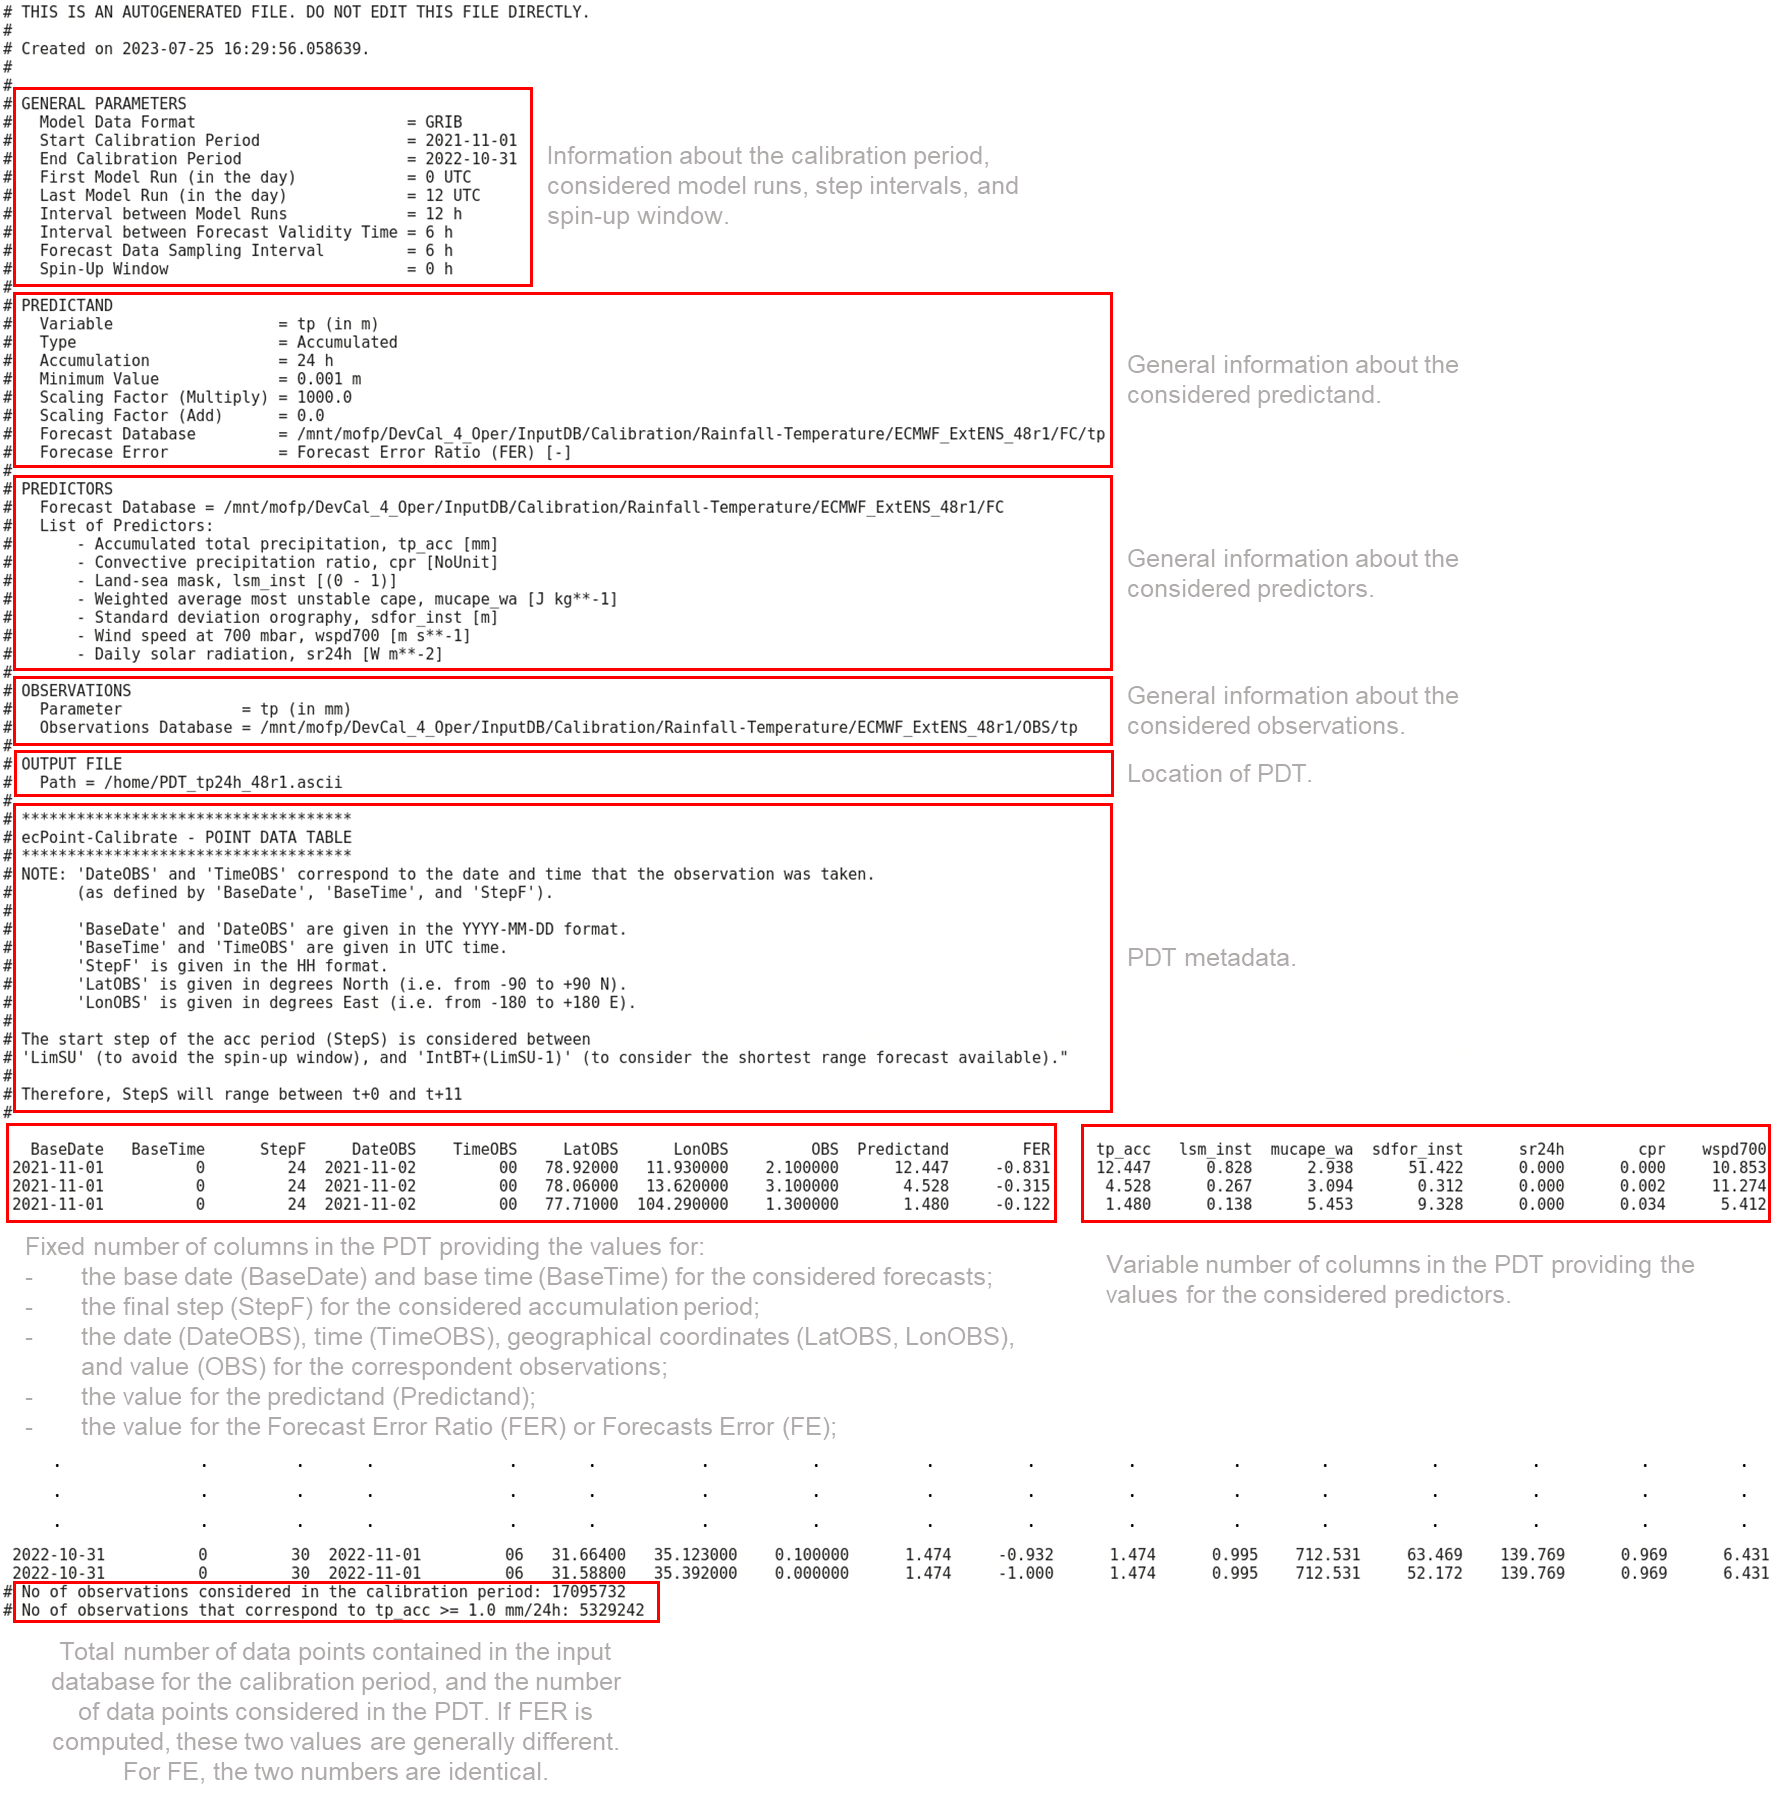 # THIS IS AN AUTOGENERATED FILE. DO NOT EDIT THIS FILE DIRECTLY.
#
# Created on 2023-07-25 16:29:56.058639.
#
#
# GENERAL PARAMETERS
#   Model Data Format                       = GRIB
#   Start Calibration Period                = 2021-11-01
#   End Calibration Period                  = 2022-10-31
#   First Model Run (in the day)            = 0 UTC
#   Last Model Run (in the day)             = 12 UTC
#   Interval between Model Runs             = 12 h
#   Interval between Forecast Validity Time = 6 h
#   Forecast Data Sampling Interval         = 6 h
#   Spin-Up Window                          = 0 h
#
Information about the calibration period,
considered model runs, step intervals, and
spin-up window.
# PREDICTAND
#   Variable                  = tp (in m)
#   Type                      = Accumulated
#   Accumulation              = 24 h
#   Minimum Value             = 0.001 m
#   Scaling Factor (Multiply) = 1000.0
#   Scaling Factor (Add)      = 0.0
#   Forecast Database         = /mnt/mofp/DevCal_4_Oper/InputDB/Calibration/Rainfall-Temperature/ECMWF_ExtENS_48r1/FC/tp
#   Forecase Error            = Forecast Error Ratio (FER) [-]
#
General information about the
considered predictand.
# PREDICTORS
#   Forecast Database = /mnt/mofp/DevCal_4_Oper/InputDB/Calibration/Rainfall-Temperature/ECMWF_ExtENS_48r1/FC
#   List of Predictors:
#       - Accumulated total precipitation, tp_acc [mm]
#       - Convective precipitation ratio, cpr [NoUnit]
#       - Land-sea mask, lsm_inst [(0 - 1)]
#       - Weighted average most unstable cape, mucape_wa [J kg**-1]
#       - Standard deviation orography, sdfor_inst [m]
#       - Wind speed at 700 mbar, wspd700 [m s**-1]
#       - Daily solar radiation, sr24h [W m**-2]
#
General information about the
considered predictors.
# OBSERVATIONS
#   Parameter             = tp (in mm)
#   Observations Database = /mnt/mofp/DevCal_4_Oper/InputDB/Calibration/Rainfall-Temperature/ECMWF_ExtENS_48r1/OBS/tp
#
General information about the
considered observations.
# OUTPUT FILE
#   Path = /home/PDT_tp24h_48r1.ascii
#
Location of PDT.
# ************************************
# ecPoint-Calibrate - POINT DATA TABLE
# ************************************
# NOTE: 'DateOBS' and 'TimeOBS' correspond to the date and time that the observation was taken.
#       (as defined by 'BaseDate', 'BaseTime', and 'StepF').
#
#       'BaseDate' and 'DateOBS' are given in the YYYY-MM-DD format.
#       'BaseTime' and 'TimeOBS' are given in UTC time.
#       'StepF' is given in the HH format.
#       'LatOBS' is given in degrees North (i.e. from -90 to +90 N).
#       'LonOBS' is given in degrees East (i.e. from -180 to +180 E).
#
# The start step of the acc period (StepS) is considered between
# 'LimSU' (to avoid the spin-up window), and 'IntBT+(LimSU-1)' (to consider the shortest range forecast available)."
#
# Therefore, StepS will range between t+0 and t+11
#
PDT metadata.
BaseDate BaseTime StepF DateOBS TimeOBS LatOBS LonOBS OBS Predictand FER tp_acc lsm_inst mucape_wa sdfor_inst sr24h cpr wspd700
2021-11-01 0 24 2021-11-02 00 78.92000 11.930000 2.100000 12.447 -0.831 12.447 0.828 2.938 51.422 0.000 0.000 10.853
2021-11-01 0 24 2021-11-02 00 78.06000 13.620000 3.100000 4.528 -0.315 4.528 0.267 3.094 0.312 0.000 0.002 11.274
2021-11-01 0 24 2021-11-02 00 77.71000 104.290000 1.300000 1.480 -0.122 1.480 0.138 5.453 9.328 0.000 0.034 5.412
Fixed number of columns in the PDT providing the values for:
- the base date (BaseDate) and base time (BaseTime) for the considered forecasts;
- the final step (StepF) for the considered accumulation period;
- the date (DateOBS), time (TimeOBS), geographical coordinates (LatOBS, LonOBS),
and value (OBS) for the correspondent observations;
- the value for the predictand (Predictand);
- the value for the Forecast Error Ratio (FER) or Forecasts Error (FE);
Variable number of columns in the PDT providing the
values for the considered predictors.
. . . . . . . . . . . . . . . . .
. . . . . . . . . . . . . . . . .
. . . . . . . . . . . . . . . . .
2022-10-31 0 30 2022-11-01 06 31.66400 35.123000 0.100000 1.474 -0.932 1.474 0.995 712.531 63.469 139.769 0.969 6.431
2022-10-31 0 30 2022-11-01 06 31.58800 35.392000 0.000000 1.474 -1.000 1.474 0.995 712.531 52.172 139.769 0.969 6.431
# No of observations considered in the calibration period: 17095732
# No of observations that correspond to tp_acc >= 1.0 mm/24h: 5329242
Total number of data points contained in the input
database for the calibration period, and the number
of data points considered in the PDT. If FER is
computed, these two values are generally different.
For FE, the two numbers are identical.